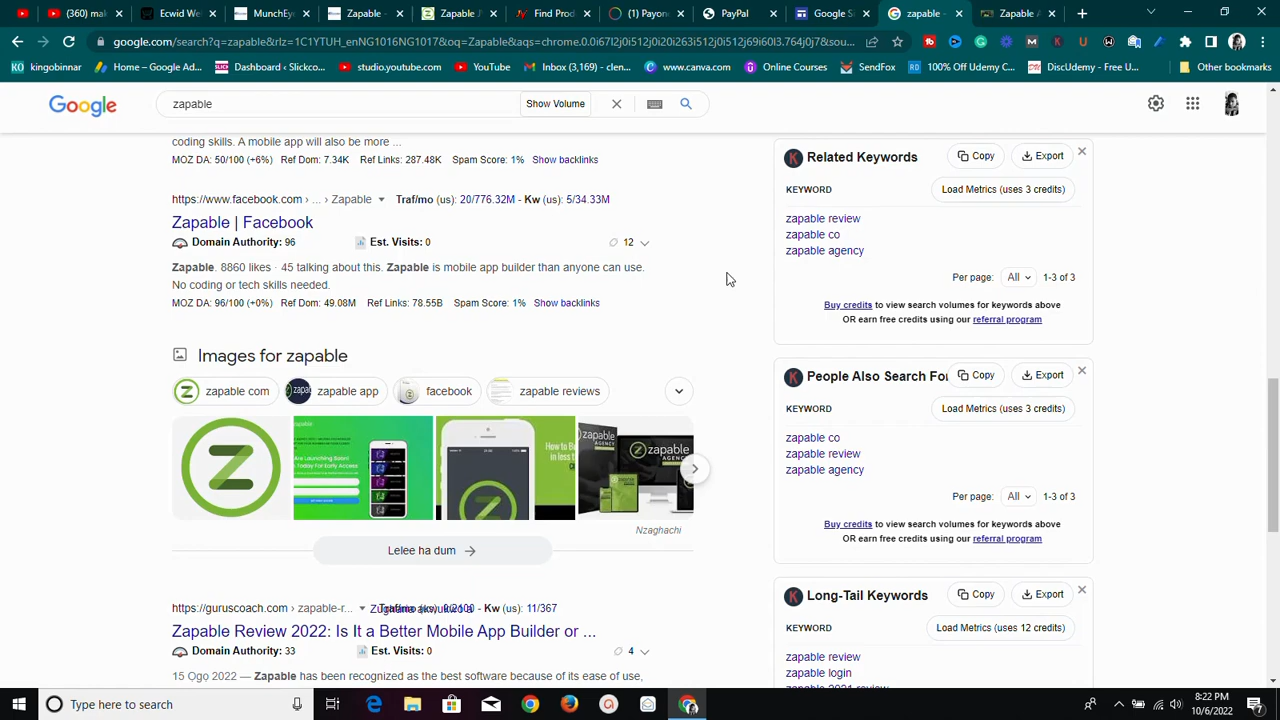 (360) mak
Ecwid We
MunchEy
Zapable –
Zapable J
Find Prod
(1) Payon
PayPal
Google Sl
zapable –
Zapable A
google.com/search?q=zapable&rlz=1C1YTUH_enNG1016NG1017&oq=Zapable&aqs=chrome.0.0i67l2j0i512j0i20i263i512j0i512j69i60l3.764j0j7&sou...
kingobinnar
Home – Google Ad...
Dashboard ‹ Slickco...
studio.youtube.com
YouTube
Inbox (3,169) - clen...
www.canva.com
Online Courses
SendFox
100% Off Udemy C...
DiscUdemy - Free U...
Other bookmarks
Google
zapable
Show Volume
coding skills. A mobile app will also be more ...
MOZ DA: 50/100 (+6%) Ref Dom: 7.34K Ref Links: 287.48K Spam Score: 1% Show backlinks
https://www.facebook.com › ... › Zapable Traf/mo (us): 20/776.32M - Kw (us): 5/34.33M
Zapable | Facebook
Domain Authority: 96 Est. Visits: 0 12
Zapable. 8860 likes · 45 talking about this. Zapable is mobile app builder than anyone can use.
No coding or tech skills needed.
MOZ DA: 96/100 (+0%) Ref Dom: 49.08M Ref Links: 78.55B Spam Score: 1% Show backlinks
Images for zapable
zapable com
zapable app
facebook
zapable reviews
How to B
in less t
zapable
AGENCY
zapable
AGENCY
Nzaghachi
Lelee ha dum
https://guruscoach.com › zapable-r... - Kw (us): 11/367
Zapable Review 2022: Is It a Better Mobile App Builder or ...
Domain Authority: 33 Est. Visits: 0 4
15 Ogo 2022 — Zapable has been recognized as the best software because of its ease of use,
Related Keywords
Copy
Export
KEYWORD
Load Metrics (uses 3 credits)
zapable review
zapable co
zapable agency
Per page: All 1-3 of 3
Buy credits to view search volumes for keywords above
OR earn free credits using our referral program
People Also Search For
Copy
Export
KEYWORD
Load Metrics (uses 3 credits)
zapable co
zapable review
zapable agency
Per page: All 1-3 of 3
Buy credits to view search volumes for keywords above
OR earn free credits using our referral program
Long-Tail Keywords
Copy
Export
KEYWORD
Load Metrics (uses 12 credits)
zapable review
zapable login
zapable 2021 review
Type here to search
8:22 PM
10/6/2022